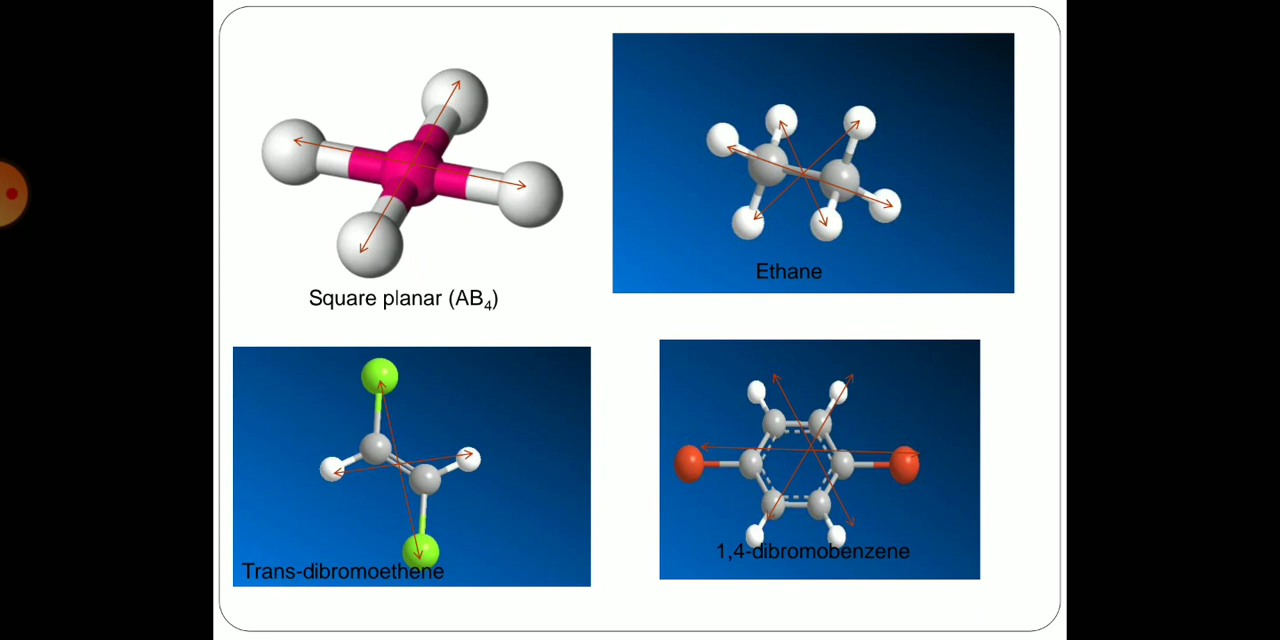 Square planar (AB₄)
Ethane
Trans-dibromoethene
1,4-dibromobenzene